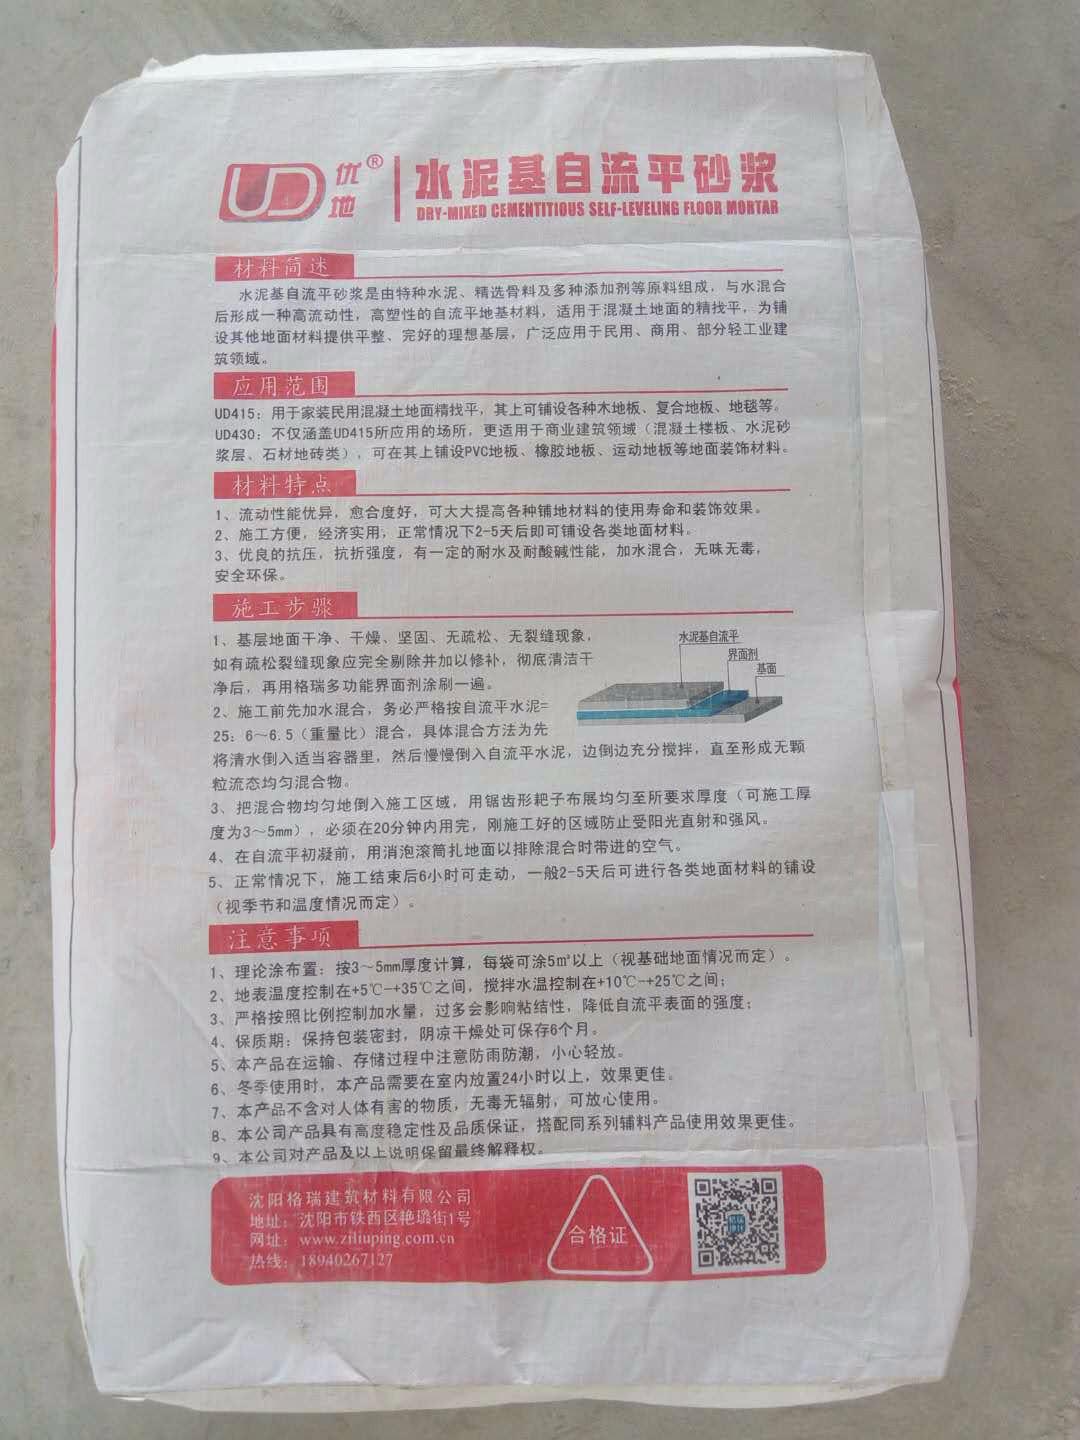 UD 优地® 水泥基自流平砂浆
DRY-MIXED CEMENTITIOUS SELF-LEVELING FLOOR MORTAR
材料简述
水泥基自流平砂浆是由特种水泥、精选骨料及多种添加剂等原料组成，与水混合
后形成一种高流动性，高塑性的自流平地基材料，适用于混凝土地面的精找平，为铺
设其他地面材料提供平整、完好的理想基层，广泛应用于民用、商用、部分轻工业建
筑领域。
应用范围
UD415：用于家装民用混凝土地面精找平，其上可铺设各种木地板、复合地板、地毯等。
UD430：不仅涵盖UD415所应用的场所，更适用于商业建筑领域（混凝土楼板、水泥砂
浆层、石材地砖类），可在其上铺设PVC地板、橡胶地板、运动地板等地面装饰材料。
材料特点
1、流动性能优异，愈合度好，可大大提高各种铺地材料的使用寿命和装饰效果。
2、施工方便，经济实用，正常情况下2-5天后即可铺设各类地面材料。
3、优良的抗压，抗折强度，有一定的耐水及耐酸碱性能，加水混合，无味无毒，
安全环保。
施工步骤
1、基层地面干净、干燥、坚固、无疏松、无裂缝现象，
如有疏松裂缝现象应完全剔除并加以修补，彻底清洁干
净后，再用格瑞多功能界面剂涂刷一遍。
水泥基自流平
界面剂
基面
2、施工前先加水混合，务必严格按自流平水泥=
25：6～6.5（重量比）混合，具体混合方法为先
将清水倒入适当容器里，然后慢慢倒入自流平水泥，边倒边充分搅拌，直至形成无颗
粒流态均匀混合物。
3、把混合物均匀地倒入施工区域，用锯齿形耙子布展均匀至所要求厚度（可施工厚
度为3～5mm），必须在20分钟内用完，刚施工好的区域防止受阳光直射和强风。
4、在自流平初凝前，用消泡滚筒扎地面以排除混合时带进的空气。
5、正常情况下，施工结束后6小时可走动，一般2-5天后可进行各类地面材料的铺设
（视季节和温度情况而定）。
注意事项
1、理论涂布置：按3～5mm厚度计算，每袋可涂5㎡以上（视基础地面情况而定）。
2、地表温度控制在+5℃-+35℃之间，搅拌水温控制在+10℃-+25℃之间；
3、严格按照比例控制加水量，过多会影响粘结性，降低自流平表面的强度；
4、保质期：保持包装密封，阴凉干燥处可保存6个月。
5、本产品在运输、存储过程中注意防雨防潮，小心轻放。
6、冬季使用时，本产品需要在室内放置24小时以上，效果更佳。
7、本产品不含对人体有害的物质，无毒无辐射，可放心使用。
8、本公司产品具有高度稳定性及品质保证，搭配同系列辅料产品使用效果更佳。
9、本公司对产品及以上说明保留最终解释权。
沈阳格瑞建筑材料有限公司
地址：沈阳市铁西区艳璐街1号
网址：www.ziliuping.com.cn
热线：18940267127
合格证